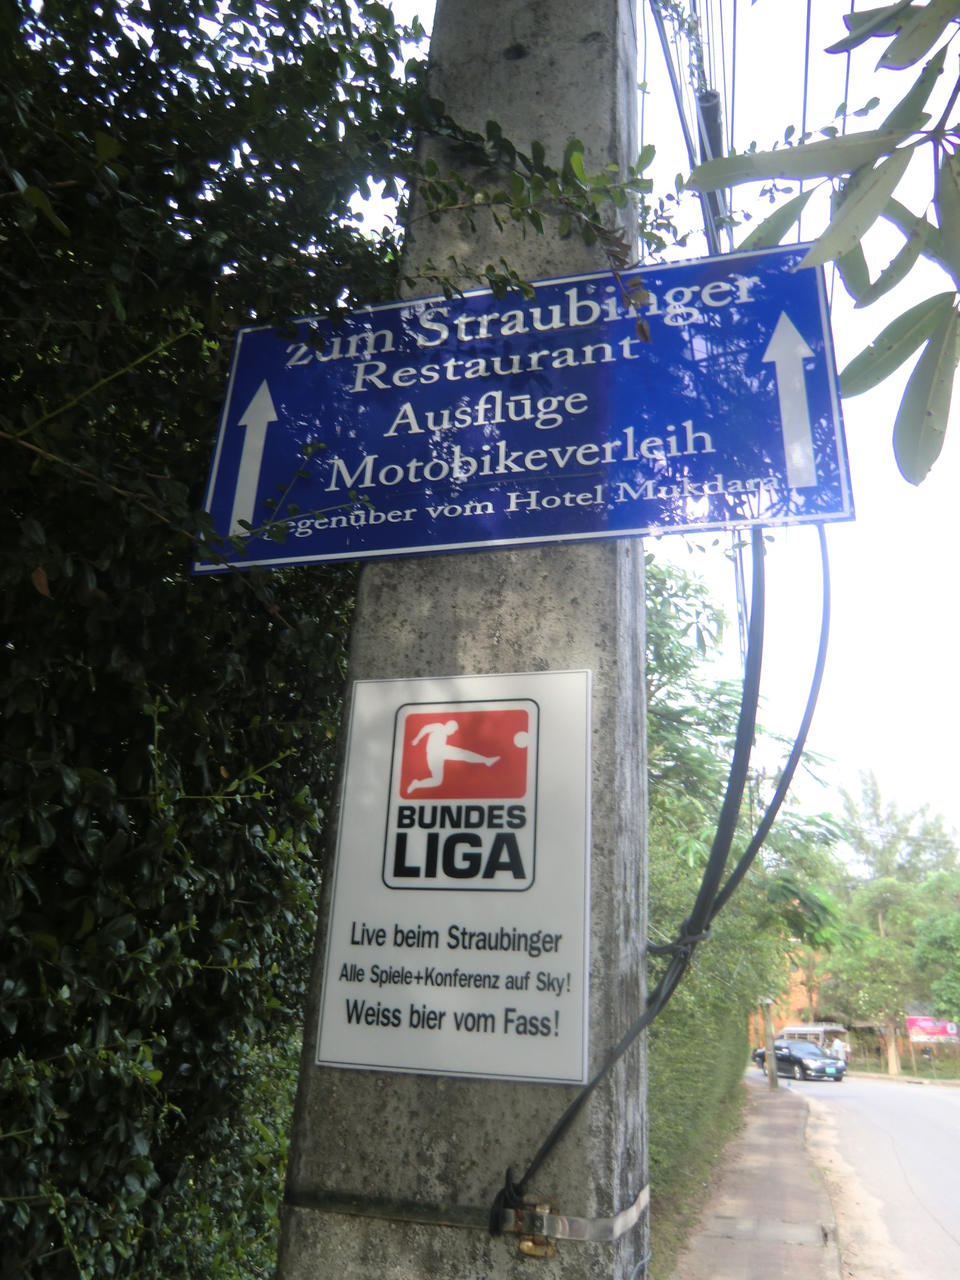 zum Straubinger
Restaurant
Ausflūge
Motobikeverleih
gegenüber vom Hotel Mukdara
BUNDES
LIGA
Live beim Straubinger
Alle Spiele+Konferenz auf Sky!
Weiss bier vom Fass!